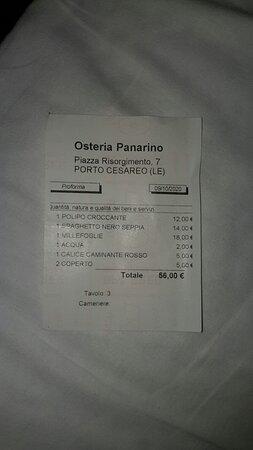 Osteria Panarino
Piazza Risorgimento, 7
PORTO CESAREO (LE)
Proforma 09/10/2020
Quantità, natura e qualità dei beni e servizi
1 POLIPO CROCCANTE 12,00 €
1 SPAGHETTO NERO SEPPIA 14,00 €
1 MILLEFOGLIE 18,00 €
1 ACQUA 2,00 €
1 CALICE CAMINANTE ROSSO 5,00 €
2 COPERTO 5,00 €
Totale 56,00 €
Tavolo: 3
Cameriere: